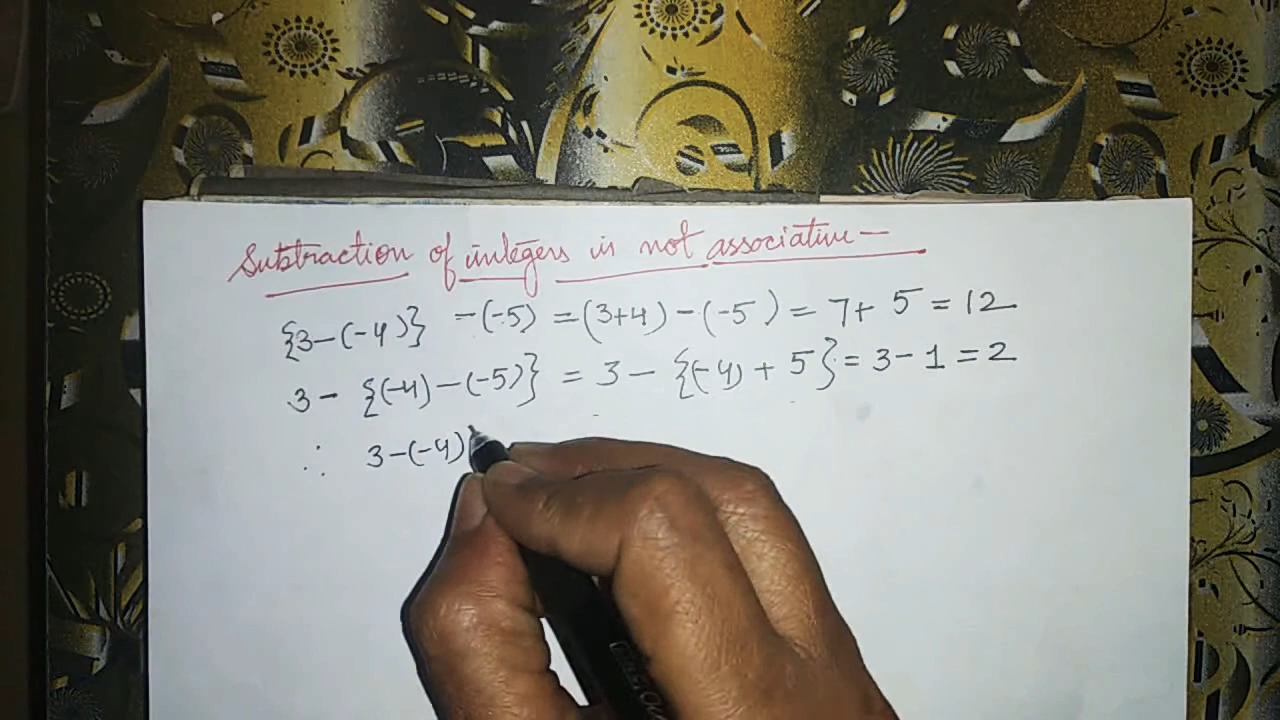 Subtraction of integers is not associative —
{3-(-4)} -(-5) = (3+4) - (-5) = 7+ 5 = 12
3 - {(-4) - (-5)} = 3 - {(-4) + 5} = 3 - 1 = 2
∴ 3-(-4)